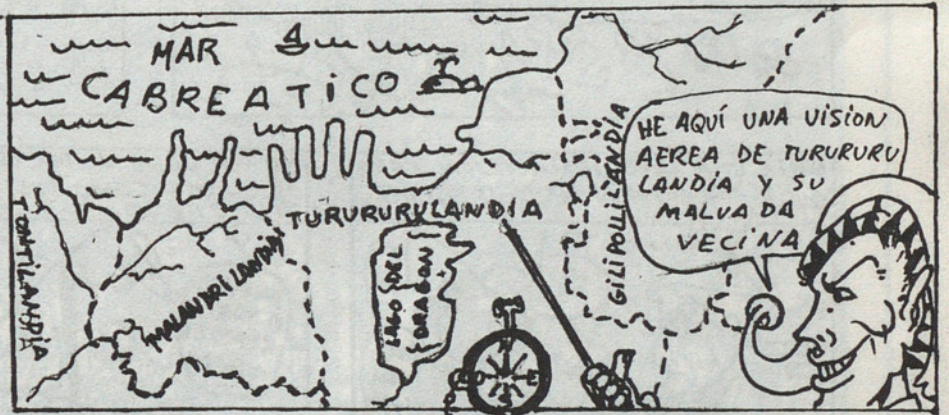 MAR
CABREATICO
TONTILANDIA
MALANDRILANDIA
TURURURULANDIA
LAGO DEL
DRAGON
GILIPOLLILANDIA
HE AQUÍ UNA VISION
AEREA DE TURURURU
LANDIA Y SU
MALVADA
VECINA